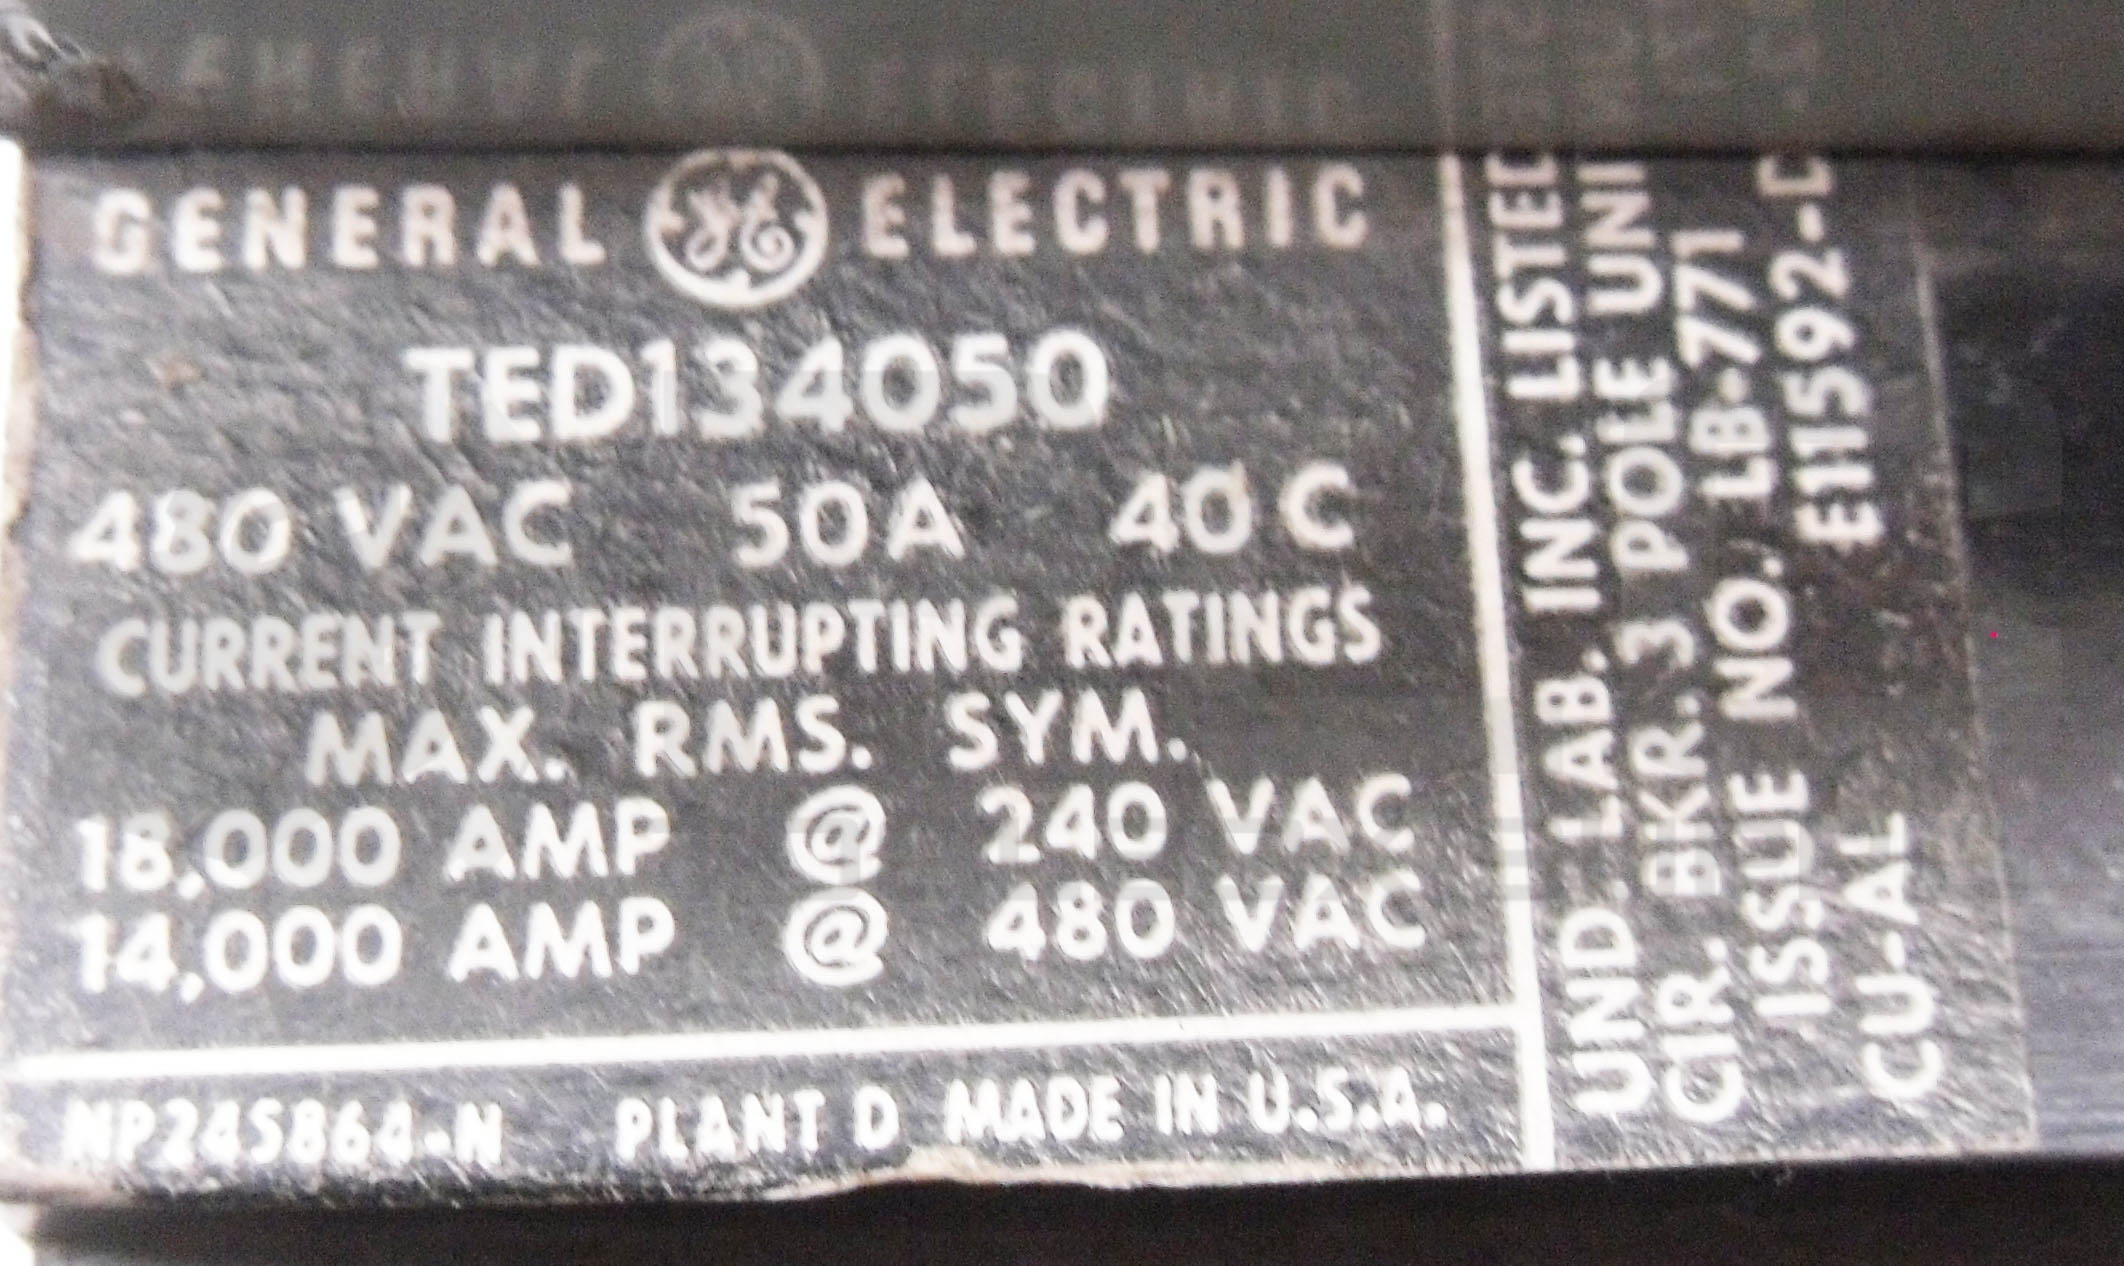 GENERAL GE ELECTRIC
TED134050
480 VAC 50A 40 C
CURRENT INTERRUPTING RATINGS
MAX. RMS. SYM.
18,000 AMP @ 240 VAC
14,000 AMP @ 480 VAC
NP245864-N PLANT D MADE IN U.S.A.
UND. LAB. INC. LISTED
CIR. BKR. 3 POLE UNI
ISSUE NO. LB-771
CU-AL E11592-D